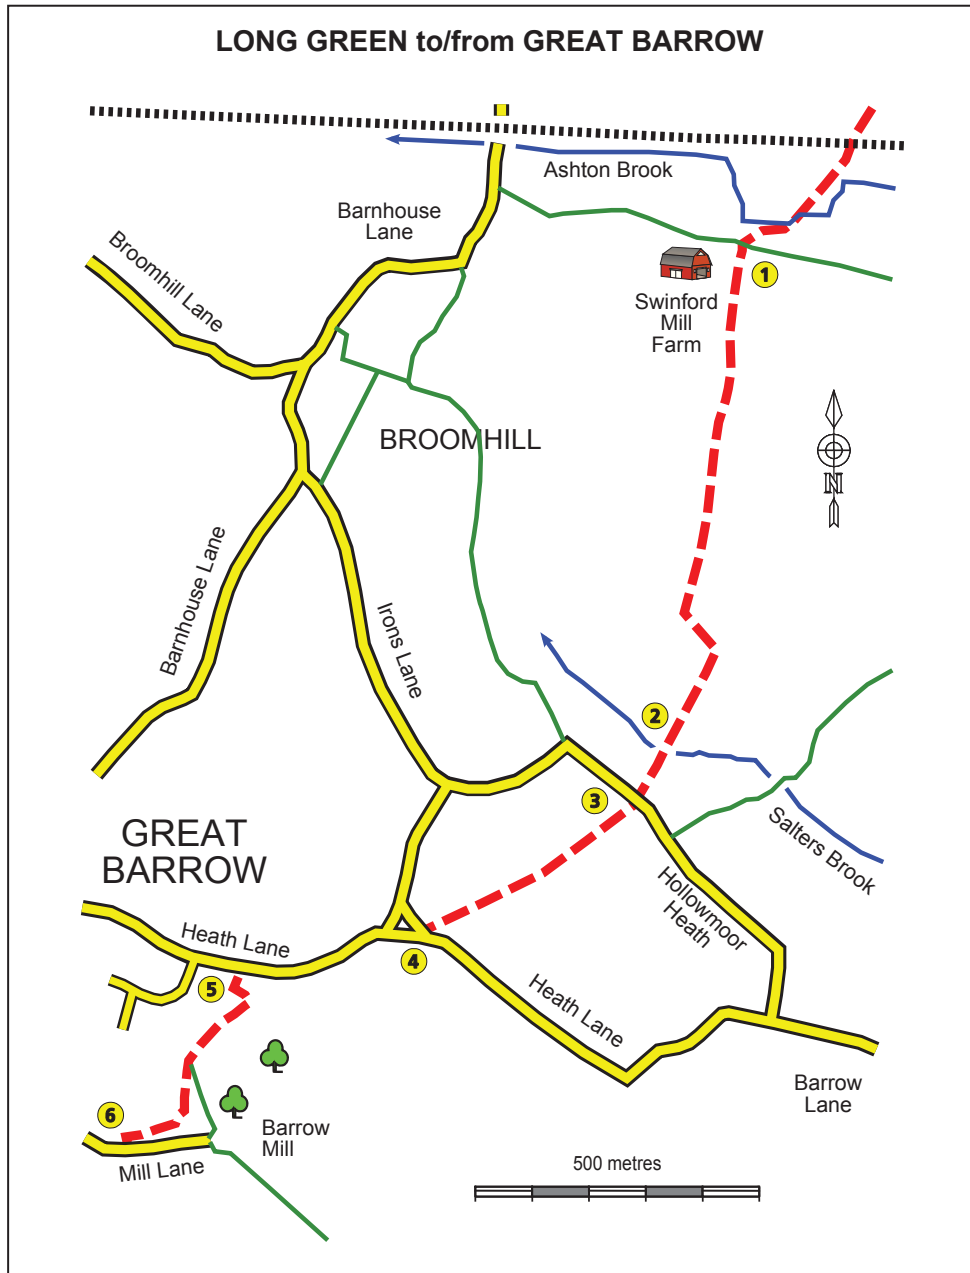 LONG GREEN to/from GREAT BARROW
Ashton Brook
Barnhouse
Lane
Broomhill Lane
1
Swinford
Mill
Farm
BROOMHILL
N
Barnhouse Lane
Irons Lane
2
3
GREAT
BARROW
Salters Brook
Hollowmoor
Heath
Heath Lane
4
5
Heath Lane
6
Barrow
Mill
Barrow
Lane
Mill Lane
500 metres